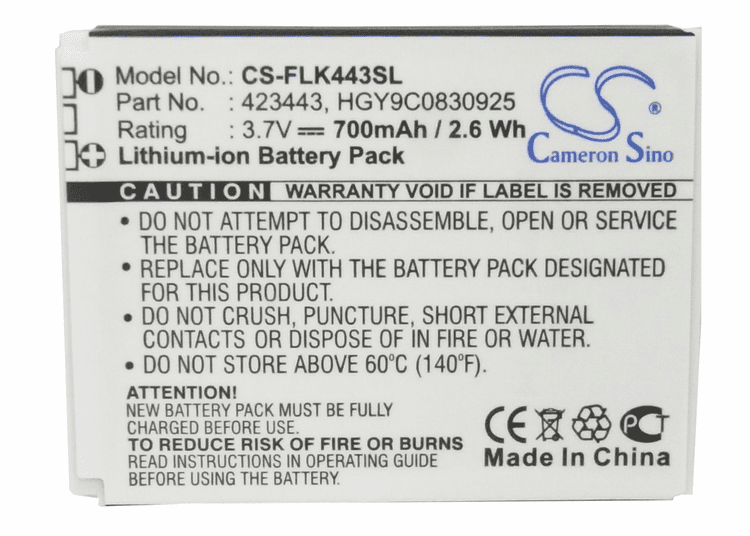 Model No.: CS-FLK443SL
Part No. : 423443, HGY9C0830925
Rating : 3.7V 700mAh / 2.6 Wh
Lithium-ion Battery Pack
CS ®
Cameron Sino
CAUTION WARRANTY VOID IF LABEL IS REMOVED
• DO NOT ATTEMPT TO DISASSEMBLE, OPEN OR SERVICE
THE BATTERY PACK.
• REPLACE ONLY WITH THE BATTERY PACK DESIGNATED
FOR THIS PRODUCT.
• DO NOT CRUSH, PUNCTURE, SHORT EXTERNAL
CONTACTS OR DISPOSE OF IN FIRE OR WATER.
• DO NOT STORE ABOVE 60°C (140°F).
ATTENTION!
NEW BATTERY PACK MUST BE FULLY
CHARGED BEFORE USE.
TO REDUCE RISK OF FIRE OR BURNS
READ INSTRUCTIONS IN OPERATING GUIDE
BEFORE USING BATTERY PACK.
CE PCT
Made In China